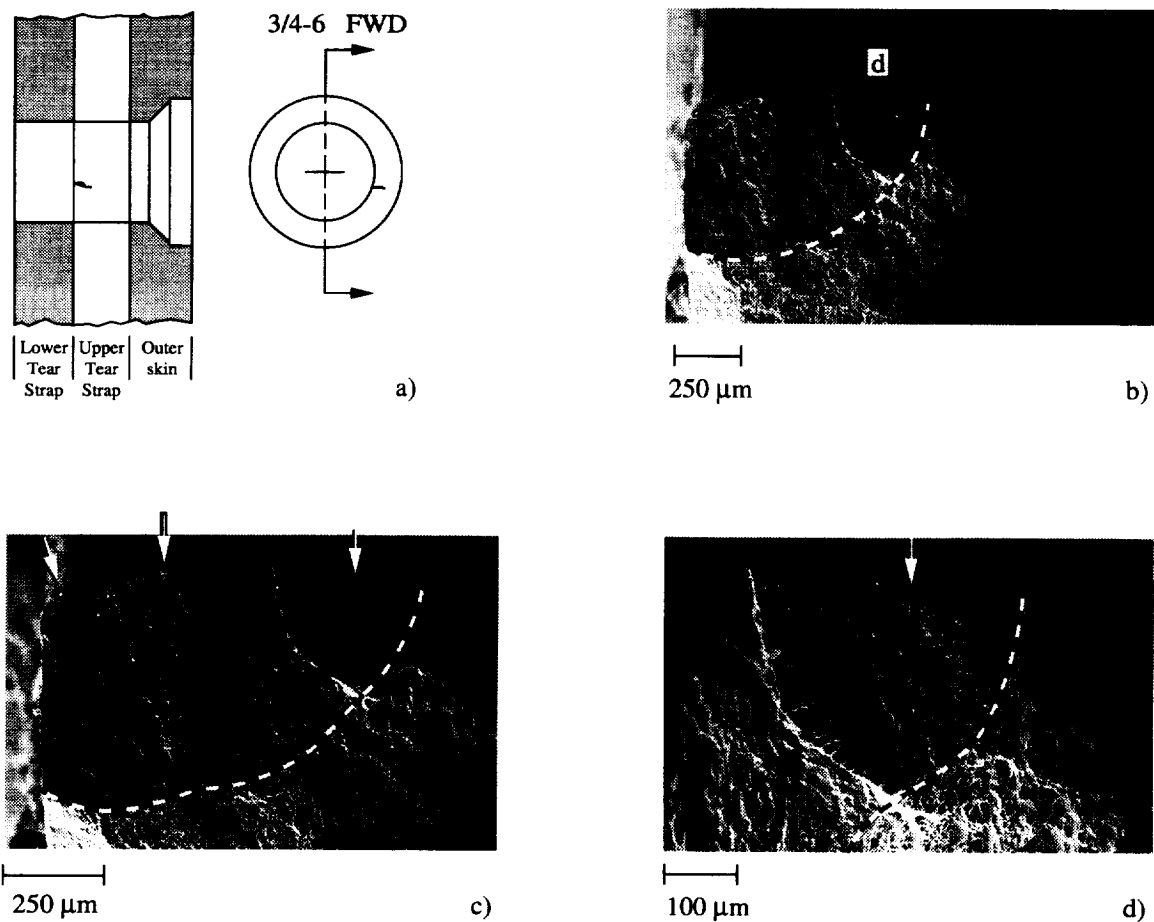 3/4-6 FWD
Lower Tear Strap
Upper Tear Strap
Outer skin
a)
d
250 μm
b)
250 μm
c)
100 μm
d)